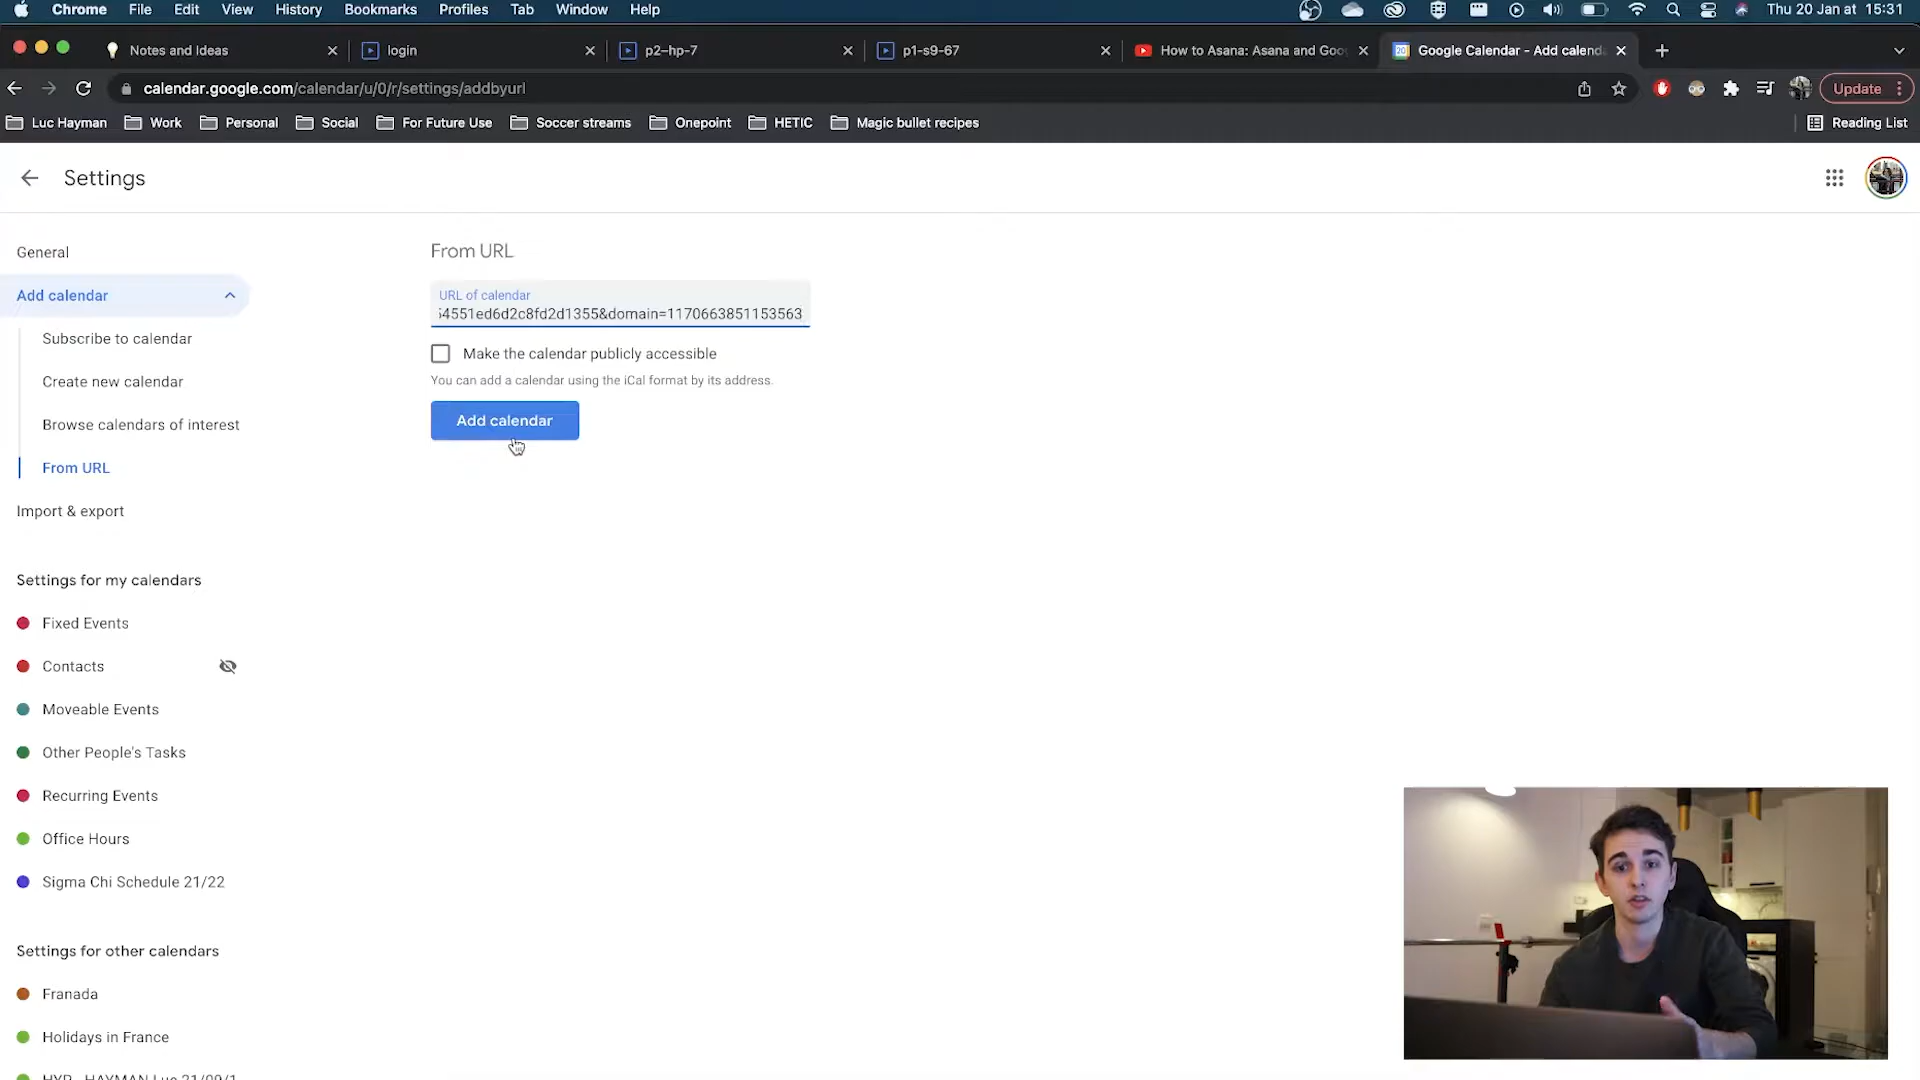 Chrome File Edit View History Bookmarks Profiles Tab Window Help Thu 20 Jan at 15:31
Notes and Ideas login p2-hp-7 p1-s9-67 How to Asana: Asana and Goo Google Calendar - Add calend
calendar.google.com/calendar/u/0/r/settings/addbyurl Update
Luc Hayman Work Personal Social For Future Use Soccer streams Onepoint HETIC Magic bullet recipes Reading List
Settings
General
Add calendar
Subscribe to calendar
Create new calendar
Browse calendars of interest
From URL
Import & export
Settings for my calendars
Fixed Events
Contacts
Moveable Events
Other People's Tasks
Recurring Events
Office Hours
Sigma Chi Schedule 21/22
Settings for other calendars
Franada
Holidays in France
From URL
URL of calendar
54551ed6d2c8fd2d1355&domain=1170663851153563
Make the calendar publicly accessible
You can add a calendar using the iCal format by its address.
Add calendar